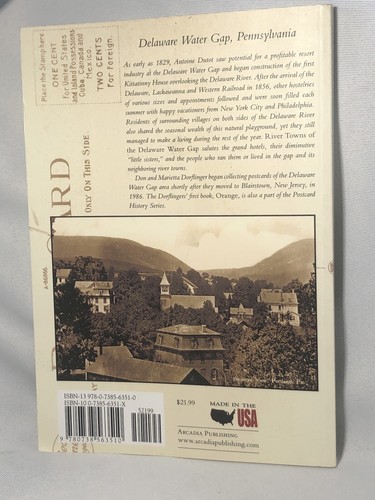 Delaware Water Gap, Pennsylvania
As early as 1829, Antoine Dutot saw potential for a profitable resort
industry at the Delaware Water Gap and began construction of the first
Kittatinny House overlooking the Delaware River. After the arrival of the
Delaware, Lackawanna and Western Railroad in 1856, other hostelries
of various sizes and appointments followed and were soon filled each
summer with happy vacationers from New York City and Philadelphia.
Residents of surrounding villages on both sides of the Delaware River
also shared the seasonal wealth of this natural playground, yet they still
managed to make a living during the rest of the year. River Towns of
the Delaware Water Gap salutes the grand hotels, their diminutive
"little sisters," and the people who ran them or lived in the gap and its
neighboring river towns.
Don and Marietta Dorflinger began collecting postcards of the Delaware
Water Gap area shortly after they moved to Blairstown, New Jersey, in
1986. The Dorflingers' first book, Orange, is also a part of the Postcard
History Series.
Place the Stamp here
ONE CENT
for United States
and Island Possessions
Cuba, Canada and
Mexico
TWO CENTS
For Foreign
ONLY ON THIS SIDE
ARD
A-86866
ISBN-13 978-0-7385-6351-0
ISBN-10 0-7385-6351-X
52199
9 780738 563510
$21.99
MADE IN THE
USA
ARCADIA PUBLISHING
www.arcadiapublishing.com